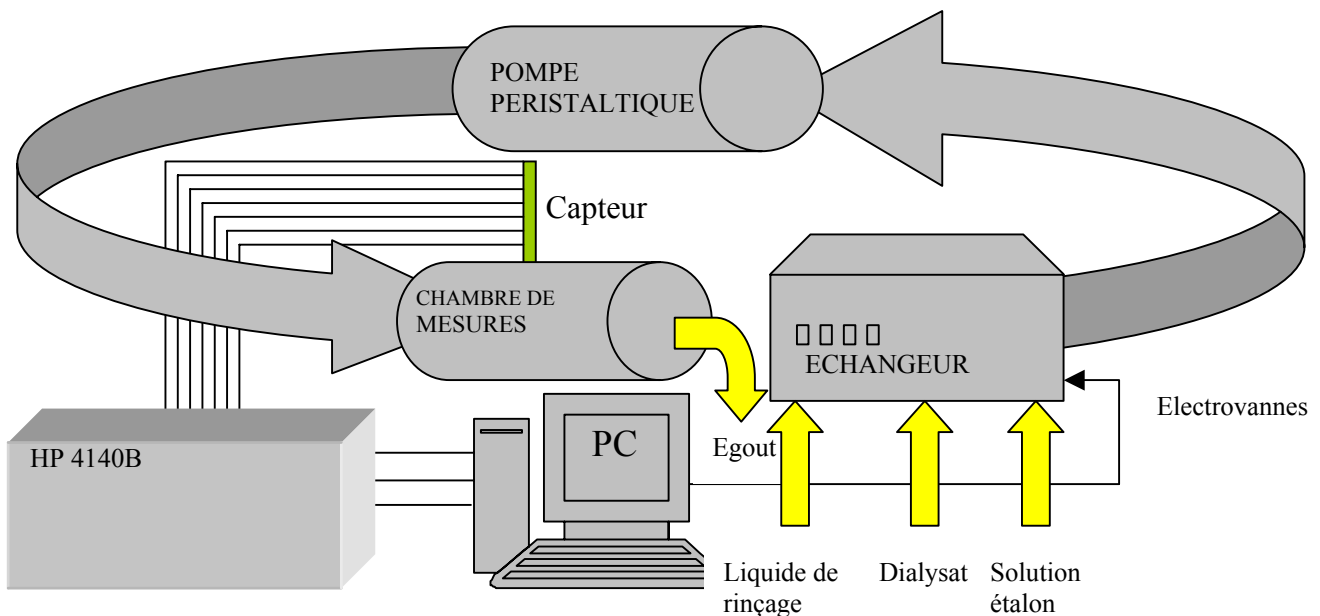 POMPE
PERISTALTIQUE
Capteur
CHAMBRE DE
MESURES
ECHANGEUR
Electrovannes
HP 4140B
PC
Egout
Liquide de
rinçage
Dialysat
Solution
étalon